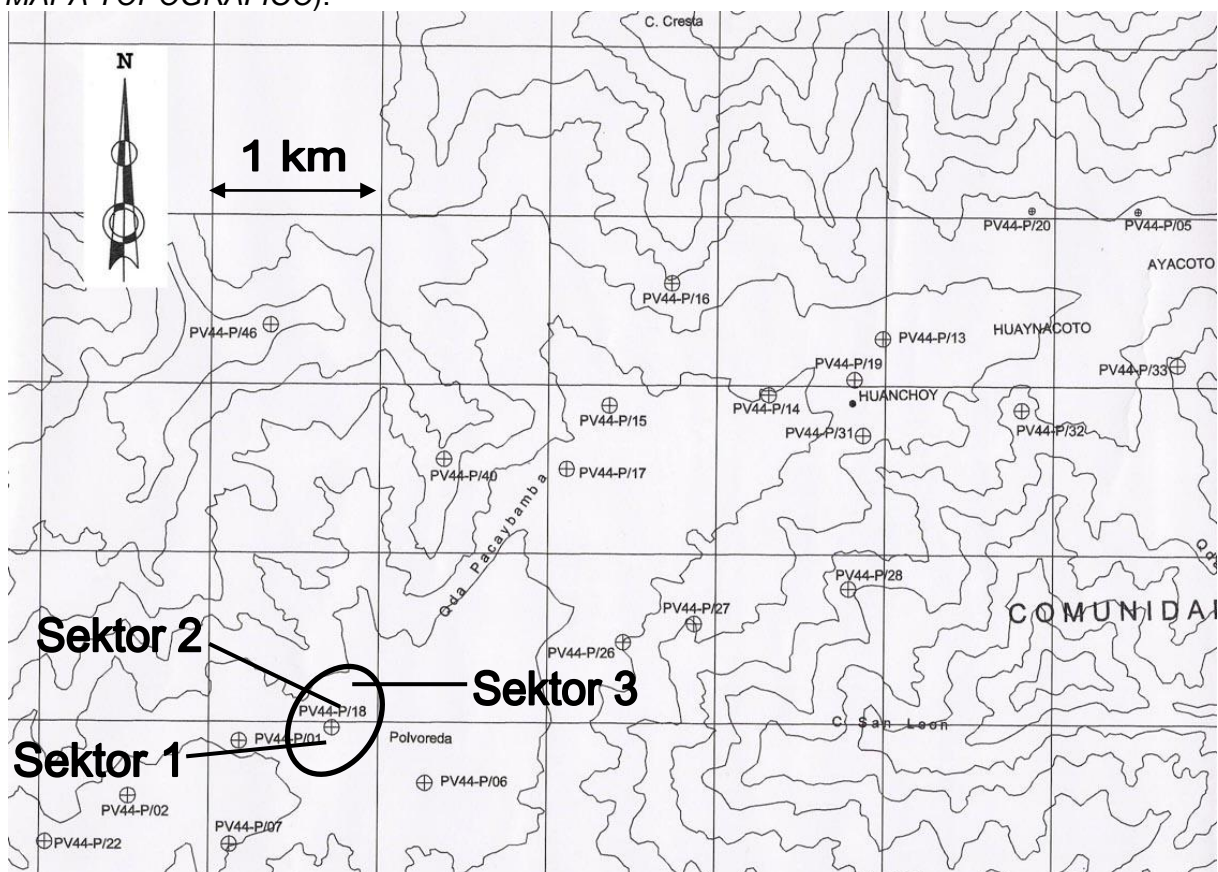 MAPA TOPOGRÁFICO).
C. Cresta
N
1 km
PV44-P/20
PV44-P/05
AYACOTO
PV44-P/16
PV44-P/46
HUAYNACOTO
PV44-P/13
PV44-P/19
PV44-P/33
HUANCHOY
PV44-P/14
PV44-P/15
PV44-P/32
PV44-P/31
PV44-P/40
PV44-P/17
Qda Pacaybamba
Qda
PV44-P/28
PV44-P/27
COMUNIDA
Sektor 2
PV44-P/26
Sektor 3
PV44-P/18
C. San Leon
PV44-P/01
Polvoreda
Sektor 1
PV44-P/06
PV44-P/02
PV44-P/07
PV44-P/22